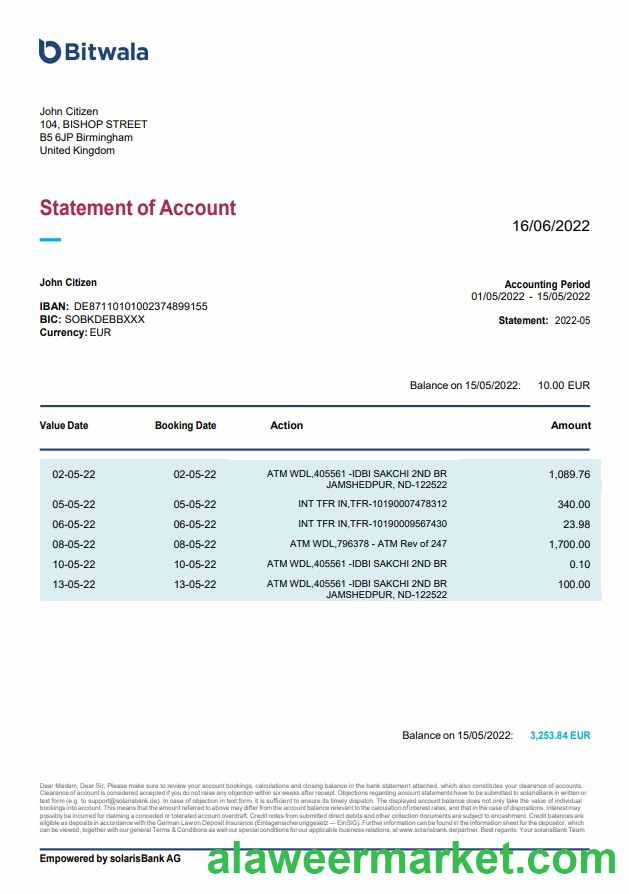 Bitwala
John Citizen
104, BISHOP STREET
B5 6JP Birmingham
United Kingdom
Statement of Account
16/06/2022
John Citizen
Accounting Period
01/05/2022 - 15/05/2022
IBAN: DE87110101002374899155
BIC: SOBKDEBBXXX
Statement: 2022-05
Currency: EUR
Balance on 15/05/2022: 10.00 EUR
Value Date Booking Date Action Amount
02-05-22 02-05-22 ATM WDL,405561 -IDBI SAKCHI 2ND BR 1,089.76
JAMSHEDPUR, ND-122522
05-05-22 05-05-22 INT TFR IN,TFR-10190007478312 340.00
06-05-22 06-05-22 INT TFR IN,TFR-10190009567430 23.98
08-05-22 08-05-22 ATM WDL,796378 - ATM Rev of 247 1,700.00
10-05-22 10-05-22 ATM WDL,405561 -IDBI SAKCHI 2ND BR 0.10
13-05-22 13-05-22 ATM WDL,405561 -IDBI SAKCHI 2ND BR 100.00
JAMSHEDPUR, ND-122522
Balance on 15/05/2022: 3,253.84 EUR
Dear Madam, Dear Sir, Please make sure to review your account bookings, calculations and closing balance in the bank statement attached, which also constitutes your clearance of accounts.
Clearance of account is considered accepted if you do not raise any objection within six weeks after receipt. Objections regarding amount statements have to be submitted to solarisBank in written or
text form (e.g. to support@solarisbank.de). In case of objection in text form, it is sufficient to ensure its timely dispatch. The displayed account balance does not only take the value of individual
bookings into account. This means that the amount referred to above may differ from the account balance relevant to the calculation of interest rates, and that in the case of dispositions, interest may
possibly be incurred for claiming a conceded or tolerated account overdraft. Credit notes from submitted direct debits and other collection documents are subject to encashment. Credit balances are
eligible as deposits in accordance with the German Law on Deposit Insurance (Einlagensicherunggesetz — EinSiG). Further information can be found in the information sheet for the depositor, which
can be viewed, together with our general Terms & Conditions as well our special conditions for our applicable business relations, at www.solarisbank.de/partner. Best regards. Your solarisBank Team
Empowered by solarisBank AG
alaweermarket.com